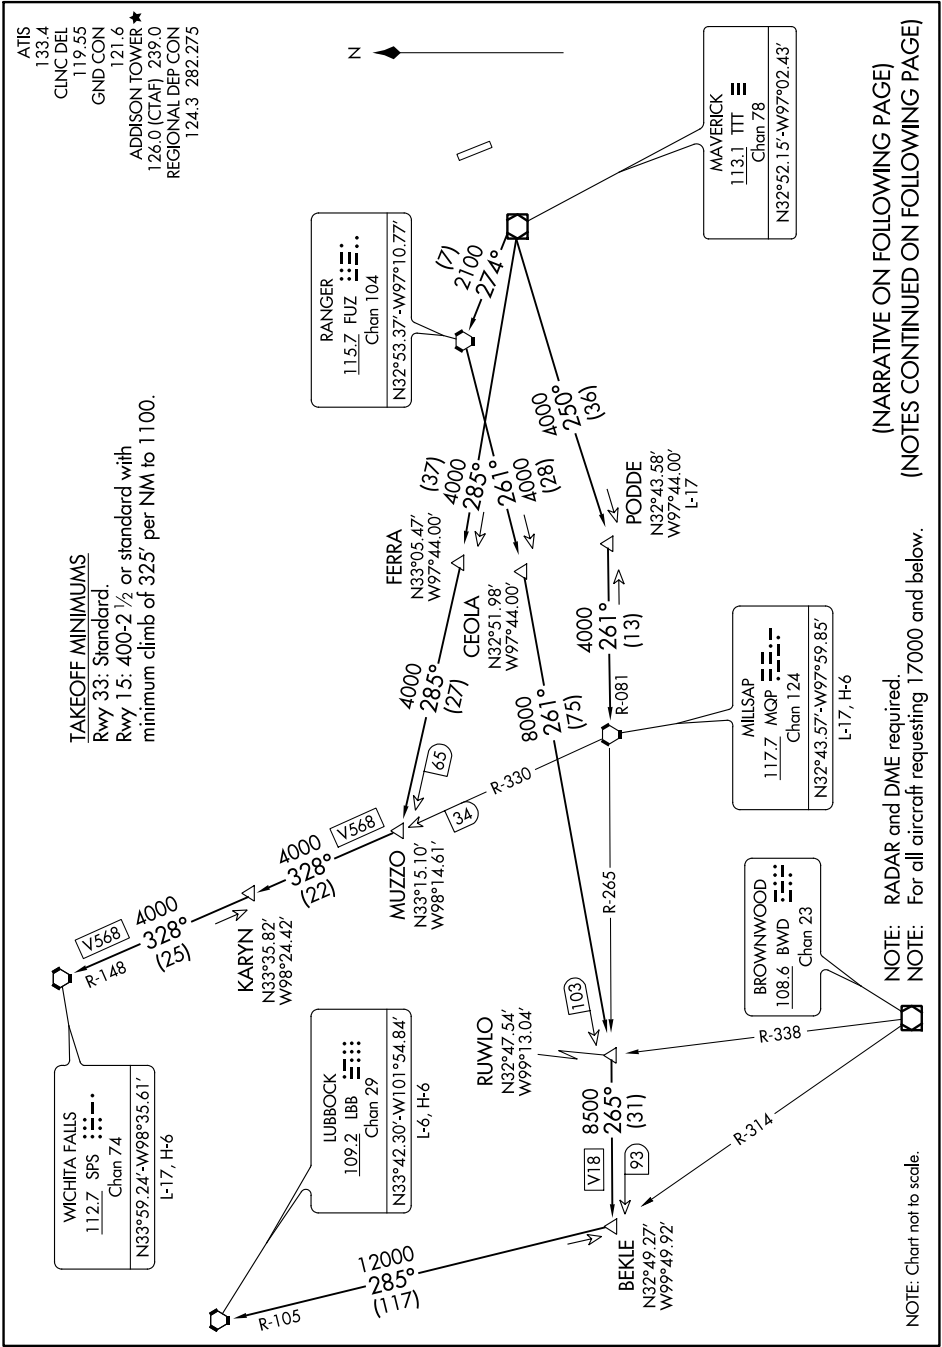 ATIS
133.4
CLNC DEL
119.55
GND CON
121.6
ADDISON TOWER ★
126.0 (CTAF) 239.0
REGIONAL DEP CON
124.3 282.275
TAKEOFF MINIMUMS
Rwy 33: Standard.
Rwy 15: 400-2 ½ or standard with
minimum climb of 325' per NM to 1100.
N
WICHITA FALLS
112.7 SPS
Chan 74
N33°59.24'-W98°35.61'
L-17, H-6
R-148
V568
4000
328°
(25)
KARYN
N33°35.82'
W98°24.42'
4000
328°
(22)
V568
MUZZO
N33°15.10'
W98°14.61'
65
34
R-330
4000
285°
(27)
FERRA
N33°05.47'
W97°44.00'
(37)
4000
285°
RANGER
115.7 FUZ
Chan 104
N32°53.37'-W97°10.77'
(7)
2100
274°
MAVERICK
113.1 TTT
Chan 78
N32°52.15'-W97°02.43'
261°
4000
(28)
CEOLA
N32°51.98'
W97°44.00'
8000
261°
(75)
4000
250°
(36)
PODDE
N32°43.58'
W97°44.00'
L-17
4000
261°
(13)
R-081
MILLSAP
117.7 MQP
Chan 124
N32°43.57'-W97°59.85'
L-17, H-6
R-265
LUBBOCK
109.2 LBB
Chan 29
N33°42.30'-W101°54.84'
L-6, H-6
RUWLO
N32°47.54'
W99°13.04'
103
8500
265°
(31)
V18
93
BEKLE
N32°49.27'
W99°49.92'
12000
285°
(117)
R-105
BROWNWOOD
108.6 BWD
Chan 23
R-338
R-314
NOTE: RADAR and DME required.
NOTE: For all aircraft requesting 17000 and below.
NOTE: Chart not to scale.
(NARRATIVE ON FOLLOWING PAGE)
(NOTES CONTINUED ON FOLLOWING PAGE)